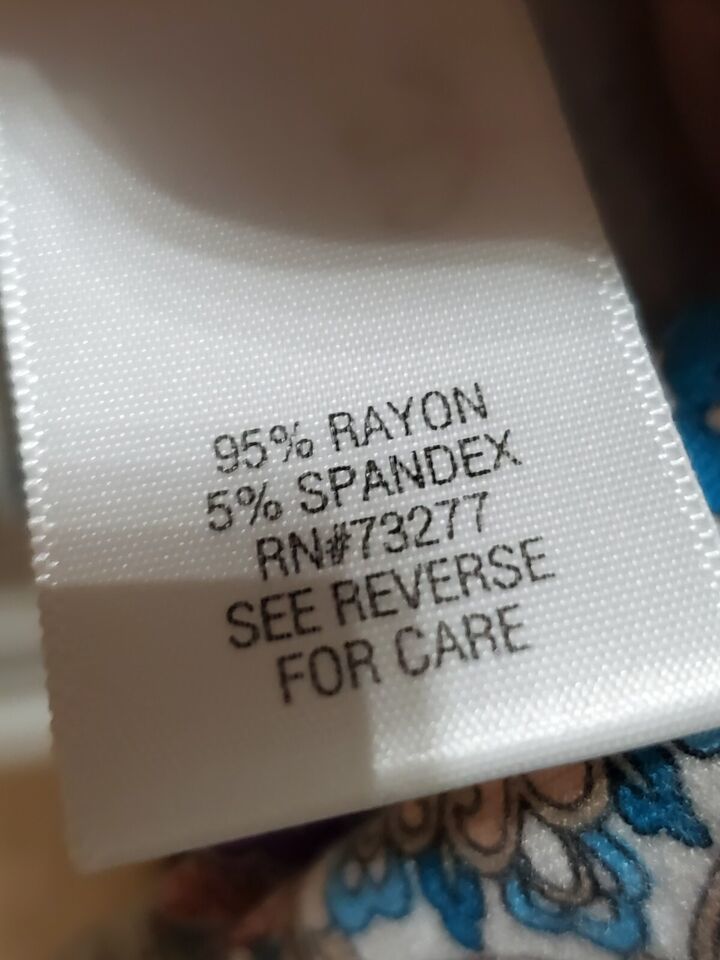 95% RAYON
5% SPANDEX
RN#73277
SEE REVERSE
FOR CARE